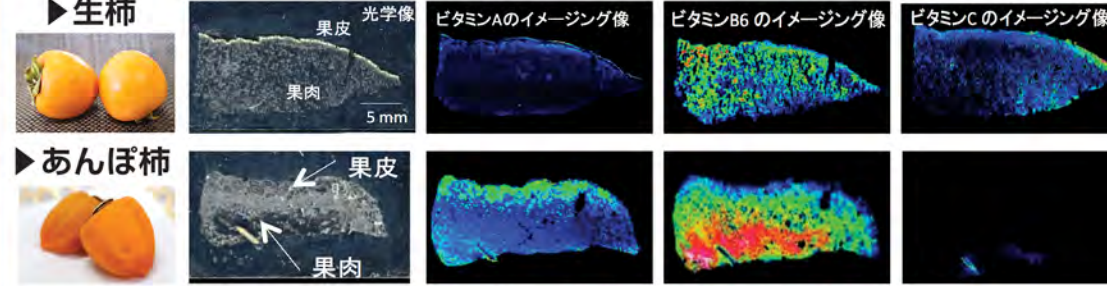 ▶生柿
果皮
光学像
果肉
5 mm
ビタミンAのイメージング像
ビタミンB6 のイメージング像
ビタミンC のイメージング像
▶あんぽ柿
果皮
果肉